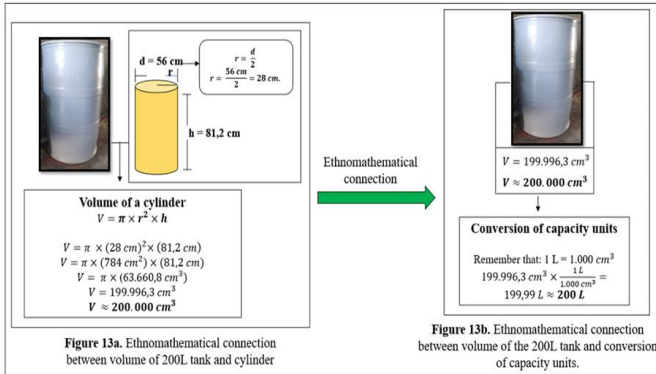 d = 56 cm
r
r = d/2
r = 56 cm/2 = 28 cm.
h = 81,2 cm
Volume of a cylinder
V = π × r² × h
V = π × (28 cm)² × (81,2 cm)
V = π × (784 cm²) × (81,2 cm)
V = π × (63.660,8 cm³)
V = 199.996,3 cm³
V ≈ 200.000 cm³
Figure 13a. Ethnomathematical connection
between volume of 200L tank and cylinder
Ethnomathematical
connection
V = 199.996,3 cm³
V ≈ 200.000 cm³
Conversion of capacity units
Remember that: 1 L = 1.000 cm³
199.996,3 cm³ × 1 L/1.000 cm³ =
199,99 L ≈ 200 L
Figure 13b. Ethnomathematical connection
between volume of the 200L tank and conversion
of capacity units.